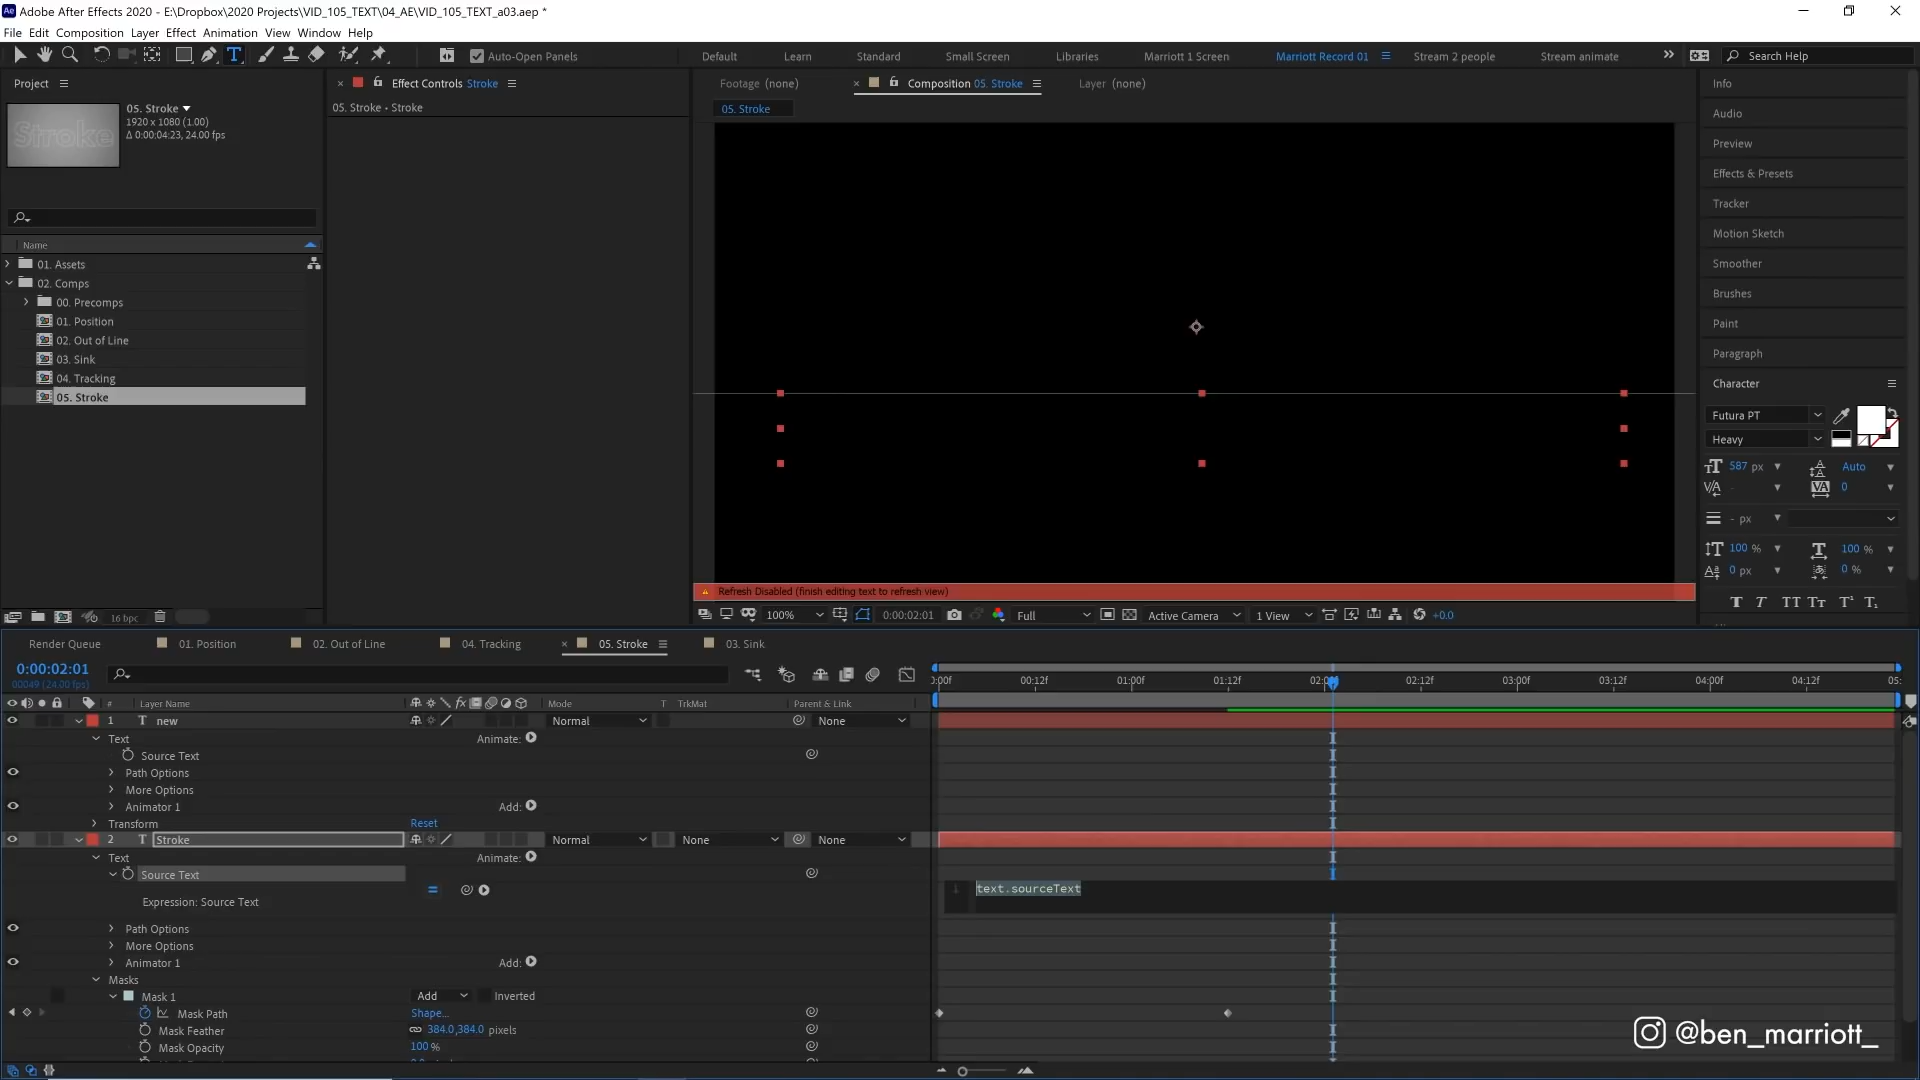 Adobe After Effects 2020 - E:\Dropbox\2020 Projects\VID_105_TEXT\04_AE\VID_105_TEXT_a03.aep *
File Edit Composition Layer Effect Animation View Window Help
Auto-Open Panels
Default Learn Standard Small Screen Libraries Marriott 1 Screen Marriott Record 01 Stream 2 people Stream animate Search Help
Project
Effect Controls Stroke
Footage (none)
Composition 05. Stroke
Layer (none)
05. Stroke
1920 x 1080 (1.00)
Δ 0:00:04:23, 24.00 fps
Stroke
05. Stroke • Stroke
05. Stroke
Name
01. Assets
02. Comps
00. Precomps
01. Position
02. Out of Line
03. Sink
04. Tracking
05. Stroke
16 bpc
Refresh Disabled (finish editing text to refresh view)
100% 0:00:02:01 Full Active Camera 1 View +0.0
Info
Audio
Preview
Effects & Presets
Tracker
Motion Sketch
Smoother
Brushes
Paint
Paragraph
Character
Futura PT
Heavy
587 px Auto
0
- px
100 % 100 %
0 px 0 %
Render Queue 01. Position 02. Out of Line 04. Tracking 05. Stroke 03. Sink
0:00:02:01
00049 (24.00 fps)
0:00f 00:12f 01:00f 01:12f 02:00f 02:12f 03:00f 03:12f 04:00f 04:12f 05:
# Layer Name Mode T TrkMat Parent & Link
1 T new Normal None
Text Animate:
Source Text
Path Options
More Options
Animator 1 Add:
Transform Reset
2 T Stroke Normal None None
Text Animate:
Source Text
1 text.sourceText
Expression: Source Text
Path Options
More Options
Animator 1 Add:
Masks
Mask 1 Add Inverted
Mask Path Shape...
Mask Feather 384.0,384.0 pixels
Mask Opacity 100 %
@ben_marriott_